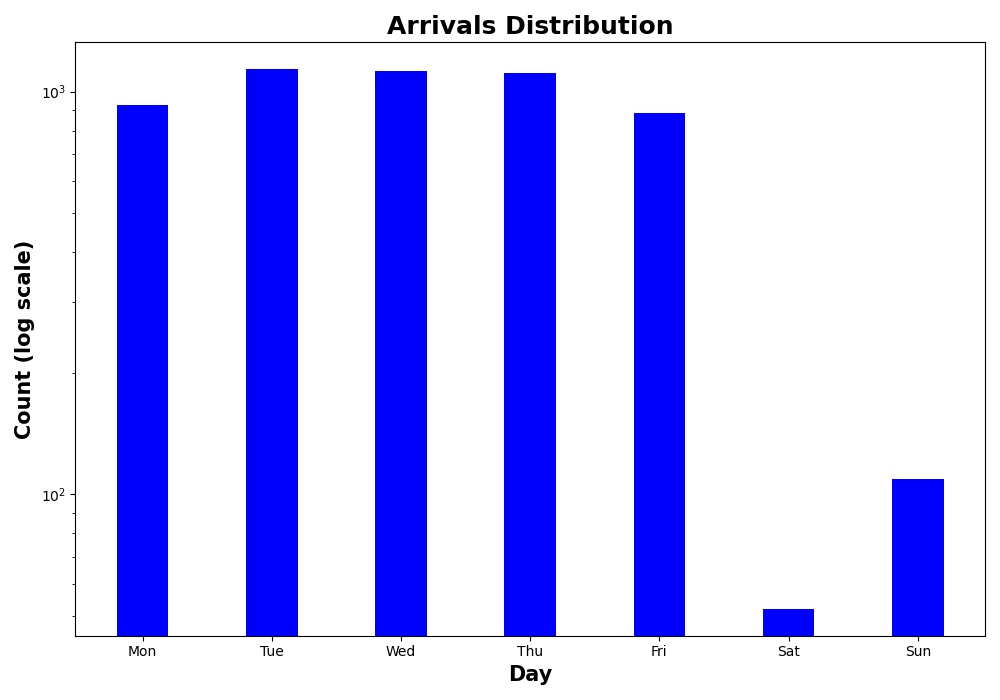 Arrivals Distribution
Count (log scale)
10³
10²
Mon Tue Wed Thu Fri Sat Sun
Day